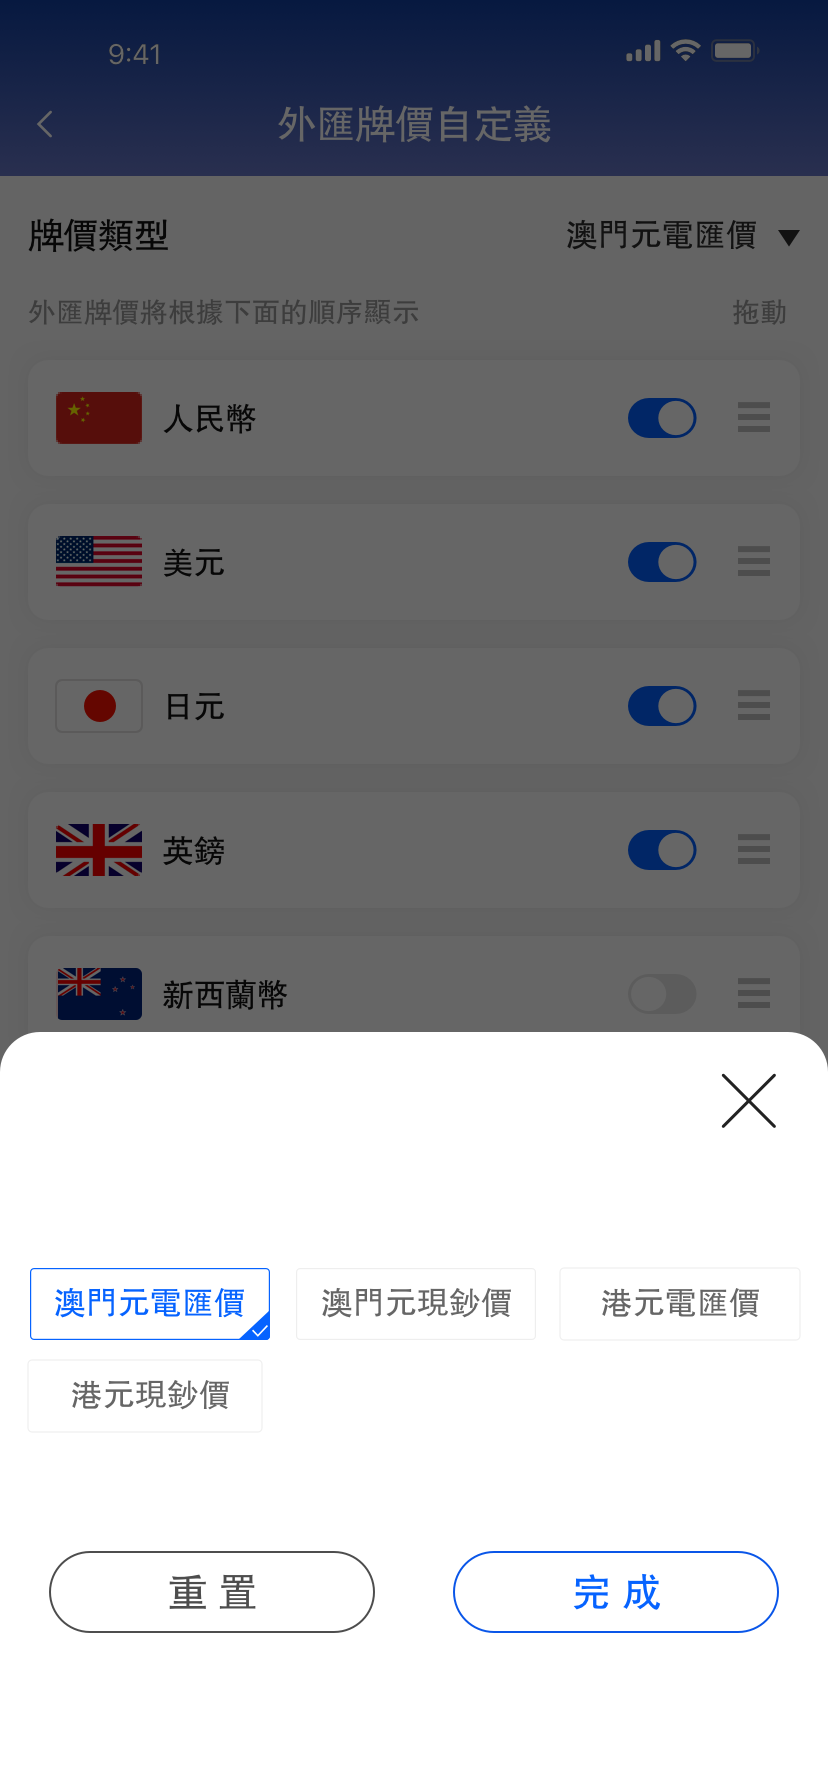 9:41
外匯牌價自定義
牌價類型 澳門元電匯價
外匯牌價將根據下面的順序顯示 拖動
人民幣
美元
日元
英鎊
新西蘭幣
澳門元電匯價 澳門元現鈔價 港元電匯價
港元現鈔價
重置 完成